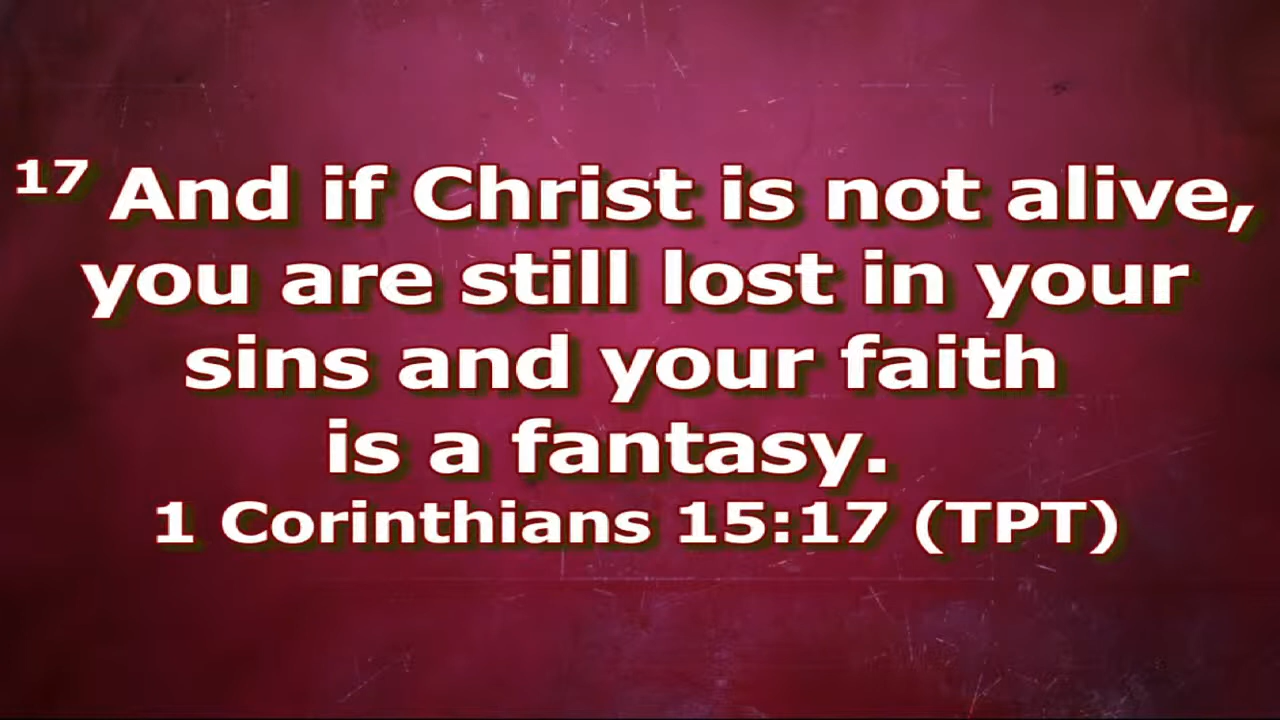 17 And if Christ is not alive,
you are still lost in your
sins and your faith
is a fantasy.
1 Corinthians 15:17 (TPT)